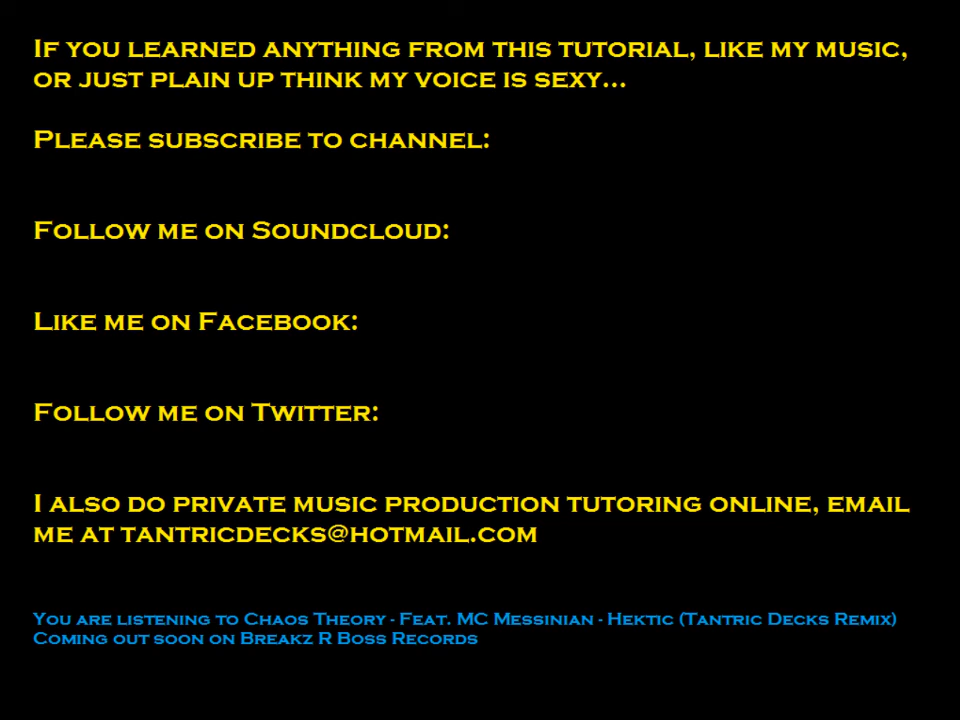 If you learned anything from this tutorial, like my music,
or just plain up think my voice is sexy...
Please subscribe to channel:
Follow me on Soundcloud:
Like me on Facebook:
Follow me on Twitter:
I also do private music production tutoring online, email
me at tantricdecks@hotmail.com
You are listening to Chaos Theory - Feat. MC Messinian - Hektic (Tantric Decks Remix)
Coming out soon on Breakz R Boss Records